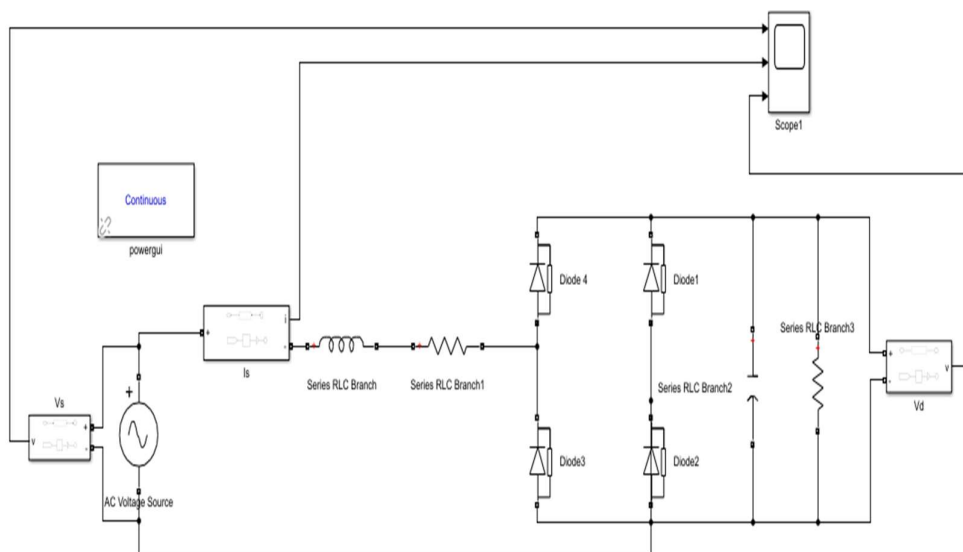 Scope1
Continuous
powergui
Diode 4
Diode1
+
i
-
Is
Series RLC Branch
Series RLC Branch1
Series RLC Branch2
Series RLC Branch3
+
-
v
Vd
Vs
v
+
-
+
AC Voltage Source
Diode3
Diode2